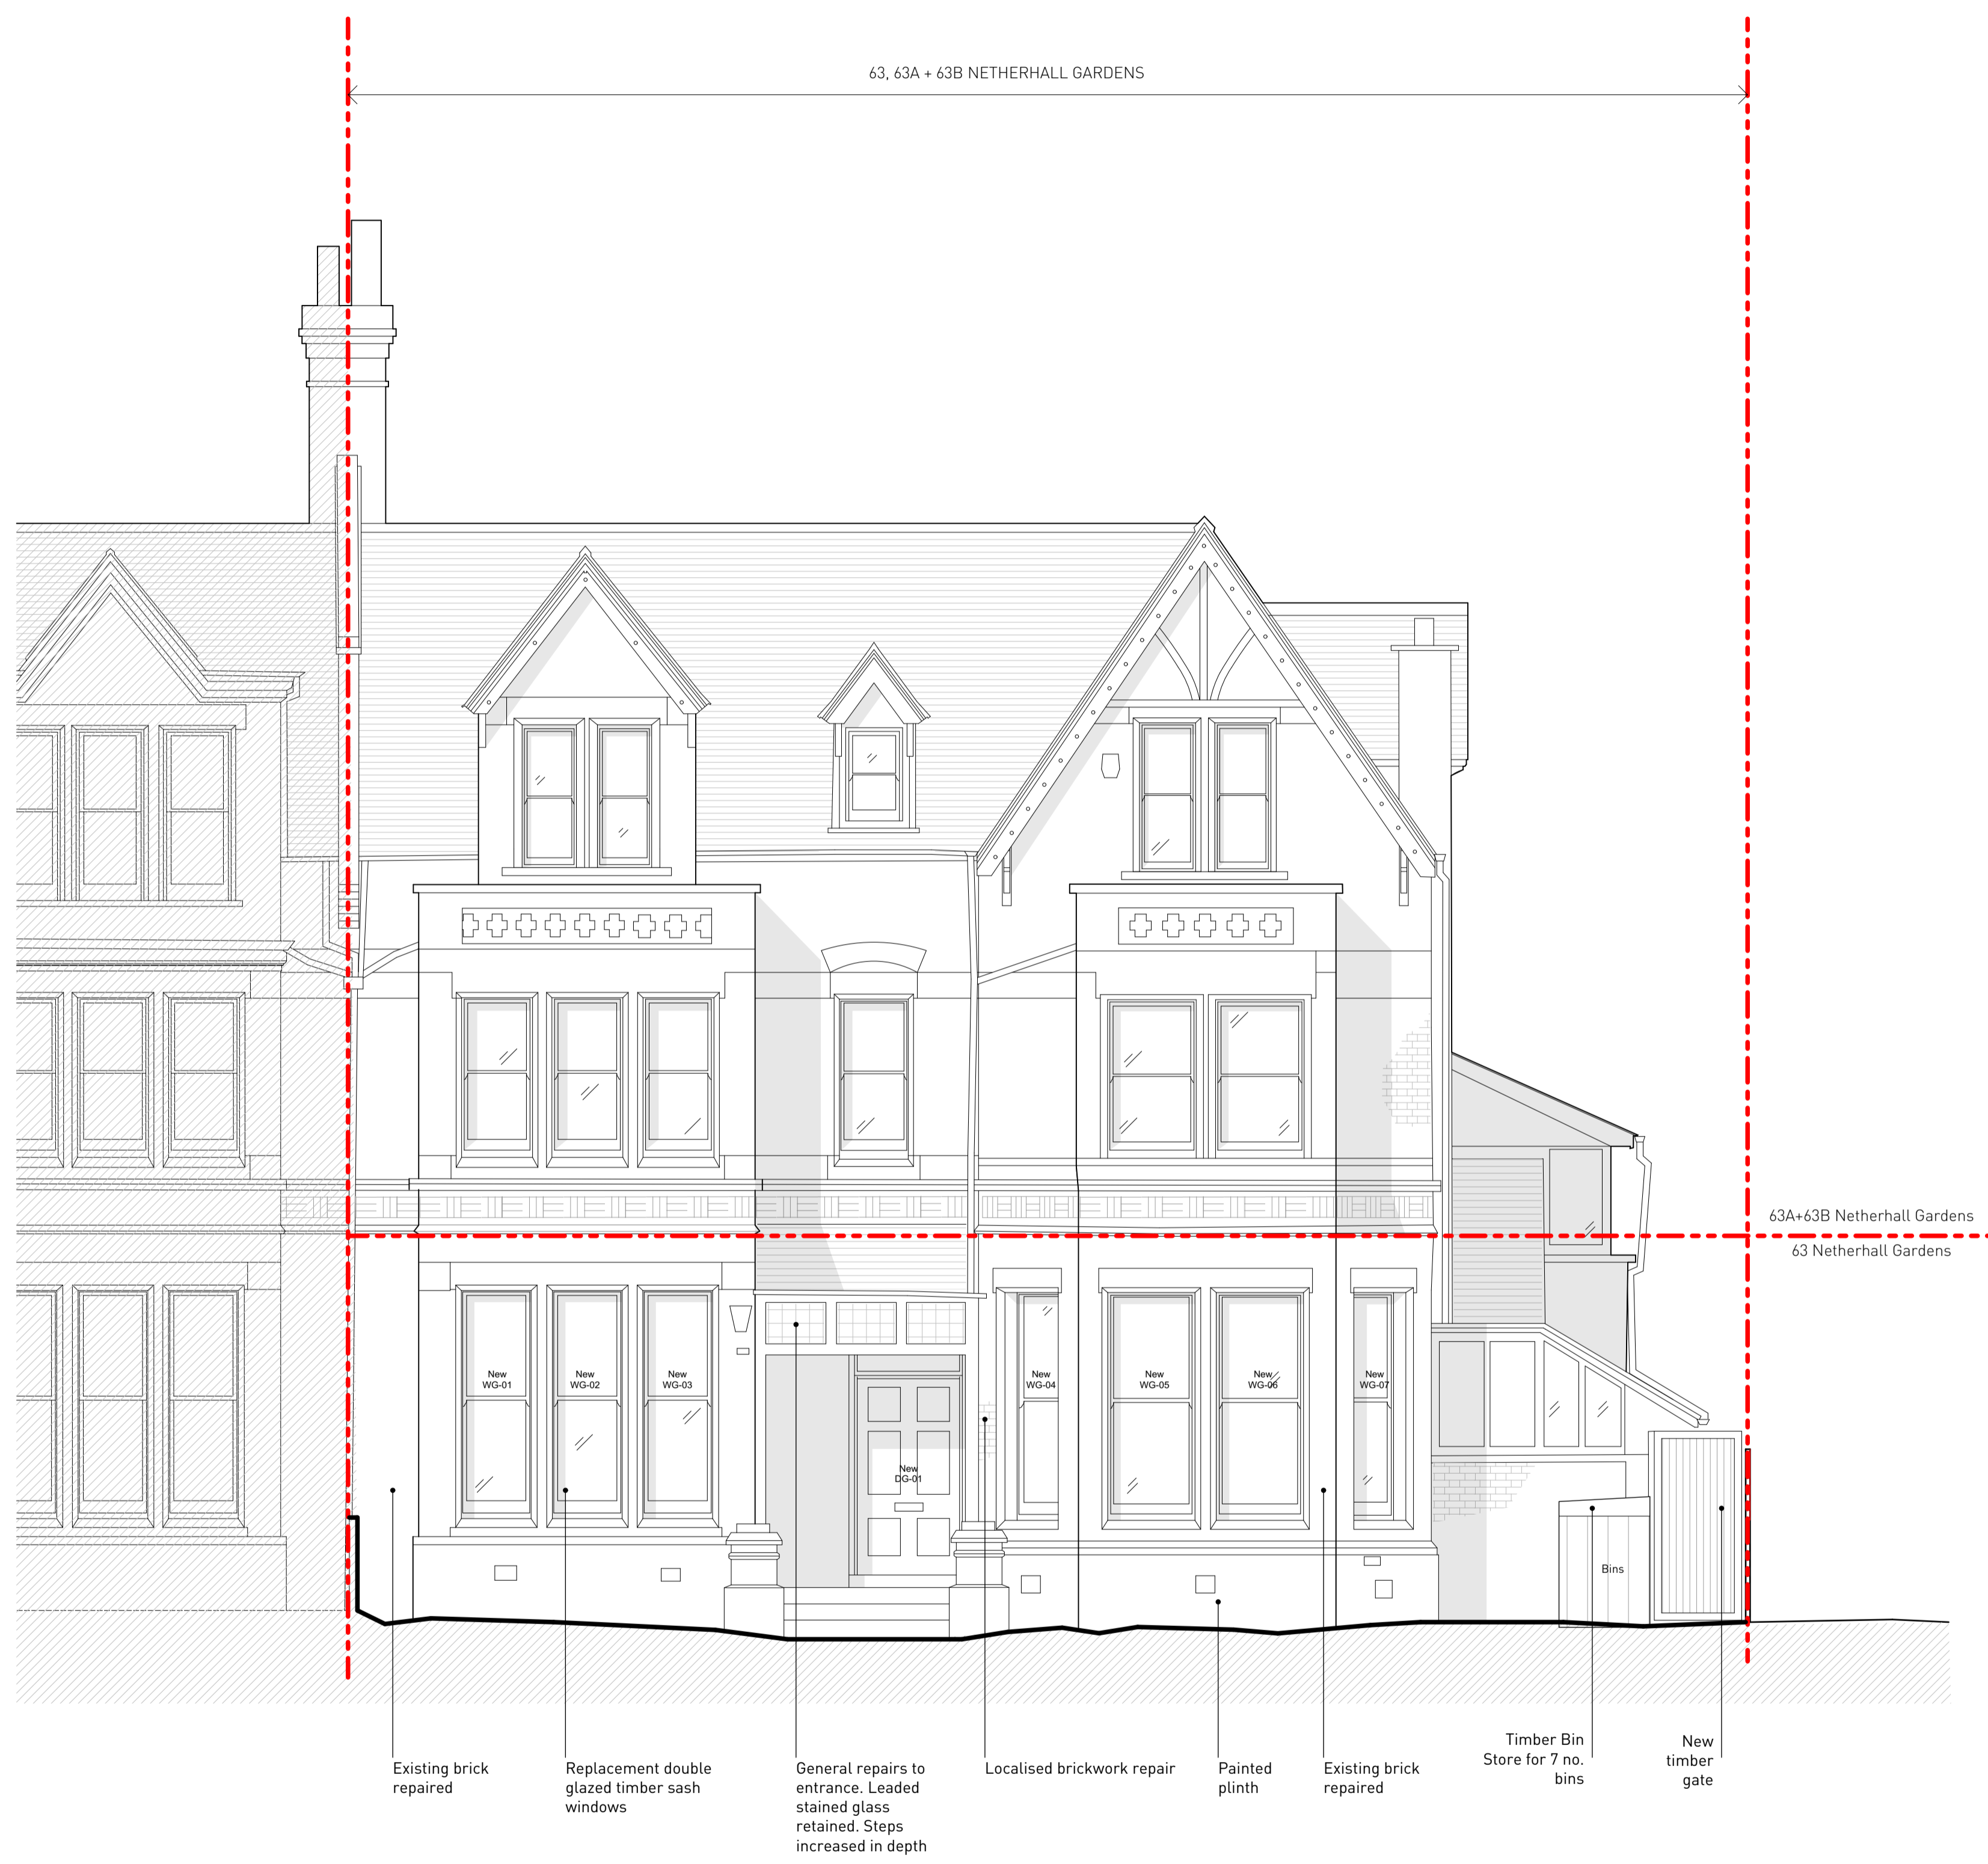 63, 63A + 63B NETHERHALL GARDENS
63A+63B Netherhall Gardens
63 Netherhall Gardens
New
WG-01
New
WG-02
New
WG-03
New
WG-04
New
WG-05
New
WG-06
New
WG-07
New
DG-01
Bins
Existing brick
repaired
Replacement double
glazed timber sash
windows
General repairs to
entrance. Leaded
stained glass
retained. Steps
increased in depth
Localised brickwork repair
Painted
plinth
Existing brick
repaired
Timber Bin
Store for 7 no.
bins
New
timber
gate